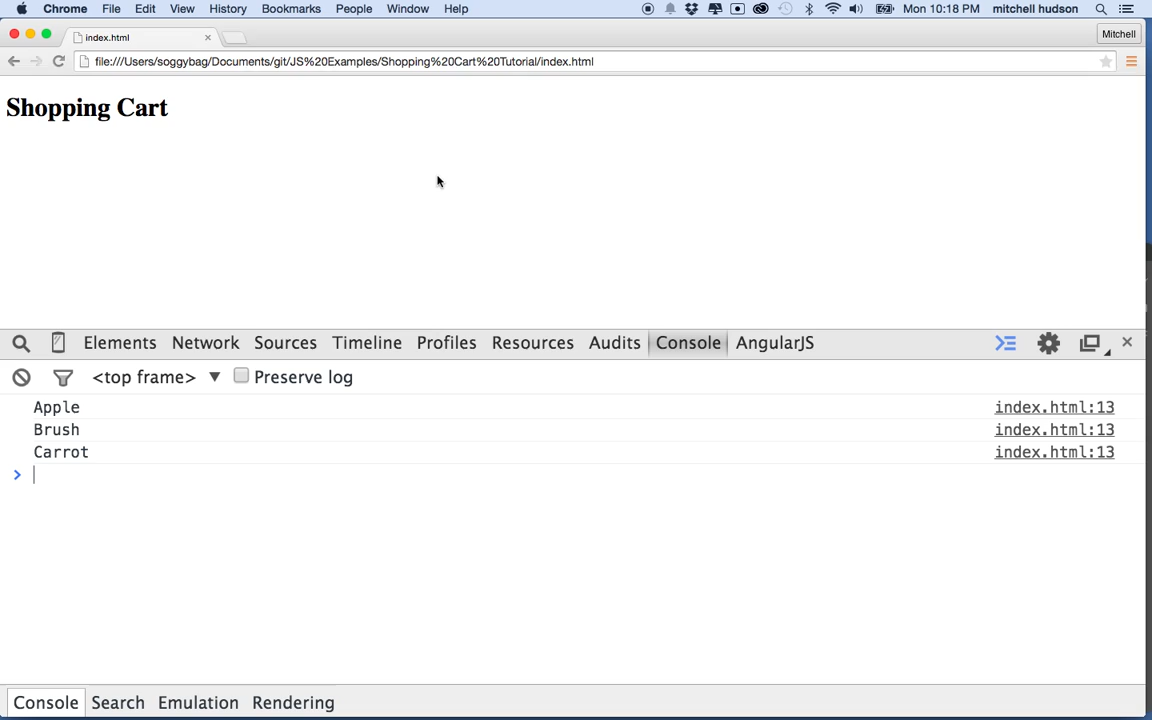 Chrome File Edit View History Bookmarks People Window Help Mon 10:18 PM mitchell hudson
index.html Mitchell
file:///Users/soggybag/Documents/git/JS%20Examples/Shopping%20Cart%20Tutorial/index.html
Shopping Cart
Elements Network Sources Timeline Profiles Resources Audits Console AngularJS
<top frame> Preserve log
Apple index.html:13
Brush index.html:13
Carrot index.html:13
Console Search Emulation Rendering